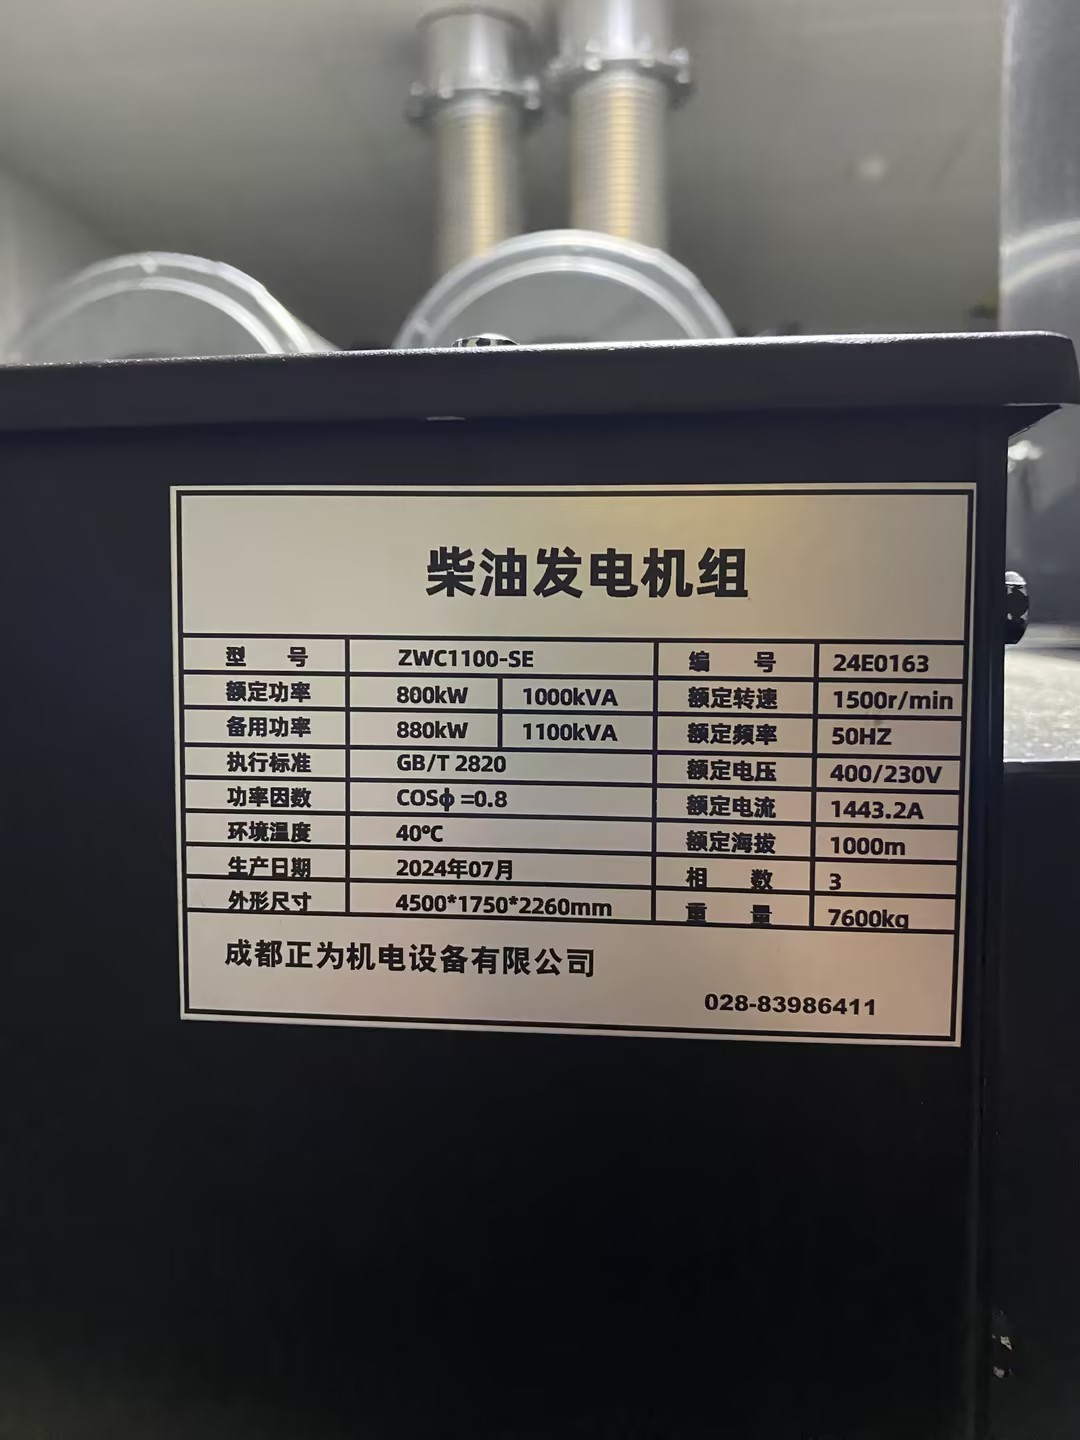 柴油发电机组
型 号 ZWC1100-SE 编 号 24E0163
额定功率 800kW 1000kVA 额定转速 1500r/min
备用功率 880kW 1100kVA 额定频率 50HZ
执行标准 GB/T 2820 额定电压 400/230V
功率因数 COSϕ =0.8 额定电流 1443.2A
环境温度 40℃ 额定海拔 1000m
生产日期 2024年07月 相 数 3
外形尺寸 4500*1750*2260mm 重 量 7600kg
成都正为机电设备有限公司
028-83986411